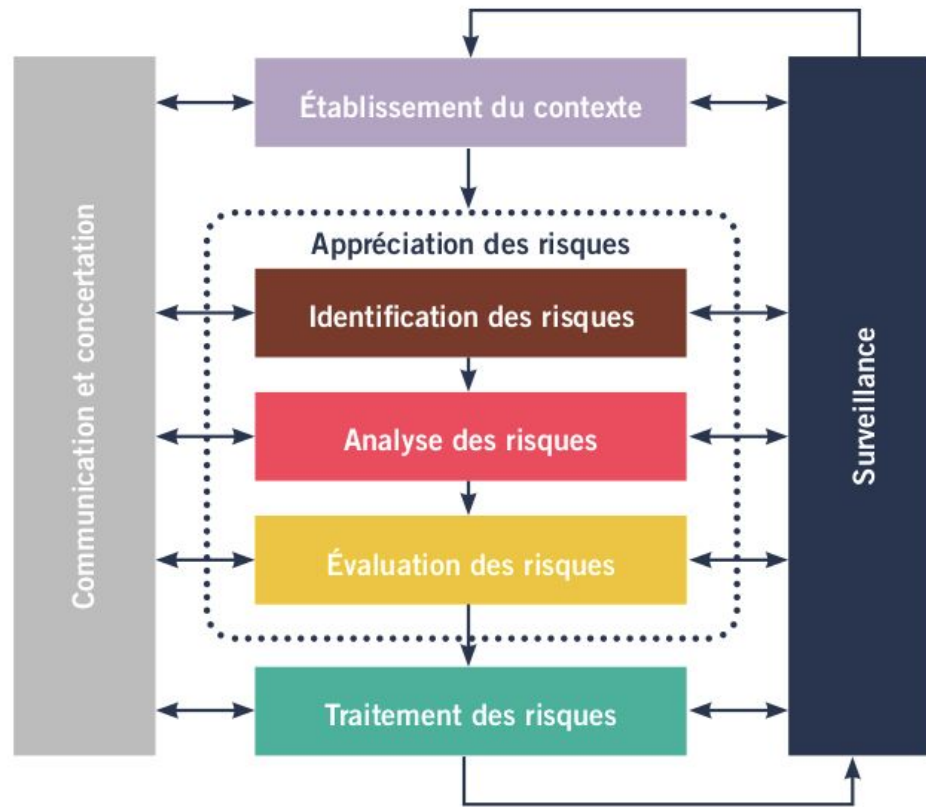 Établissement du contexte
Appréciation des risques
Identification des risques
Analyse des risques
Évaluation des risques
Traitement des risques
Communication et concertation
Surveillance